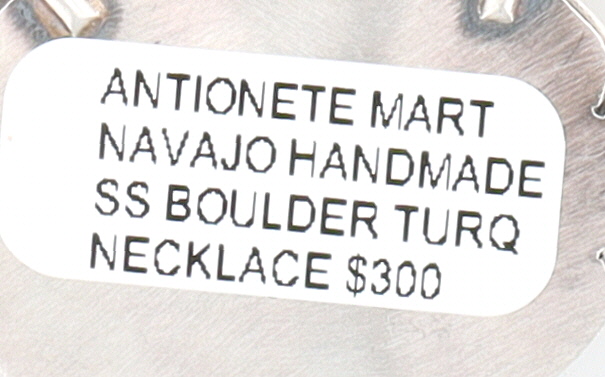 ANTIONETE MART
NAVAJO HANDMADE
SS BOULDER TURQ
NECKLACE $300